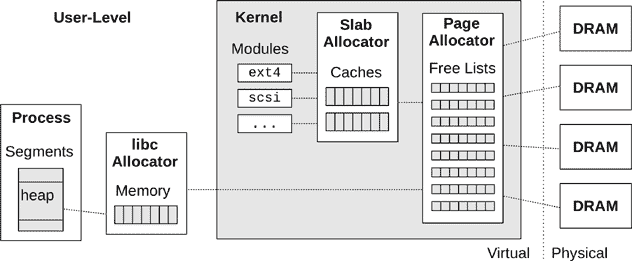 User-Level
Kernel
Modules
ext4
scsi
...
Slab
Allocator
Caches
Page
Allocator
Free Lists
DRAM
DRAM
DRAM
DRAM
Process
Segments
heap
libc
Allocator
Memory
Virtual
Physical